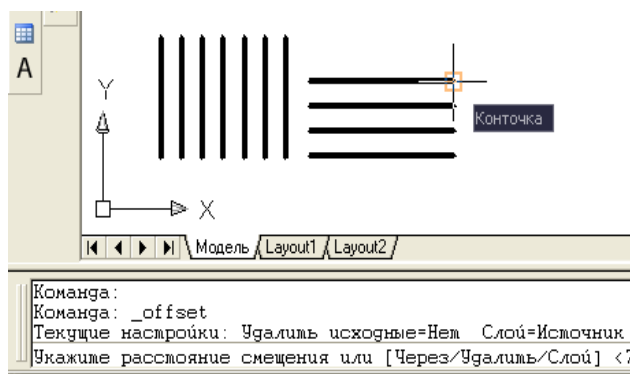 A
Y
Конточка
X
Модель Layout1 Layout2
Команда:
Команда: _offset
Текущие настройки: Удалить исходные=Нет Слой=Источник
Укажите расстояние смещения или [Через/Удалить/Слой] <